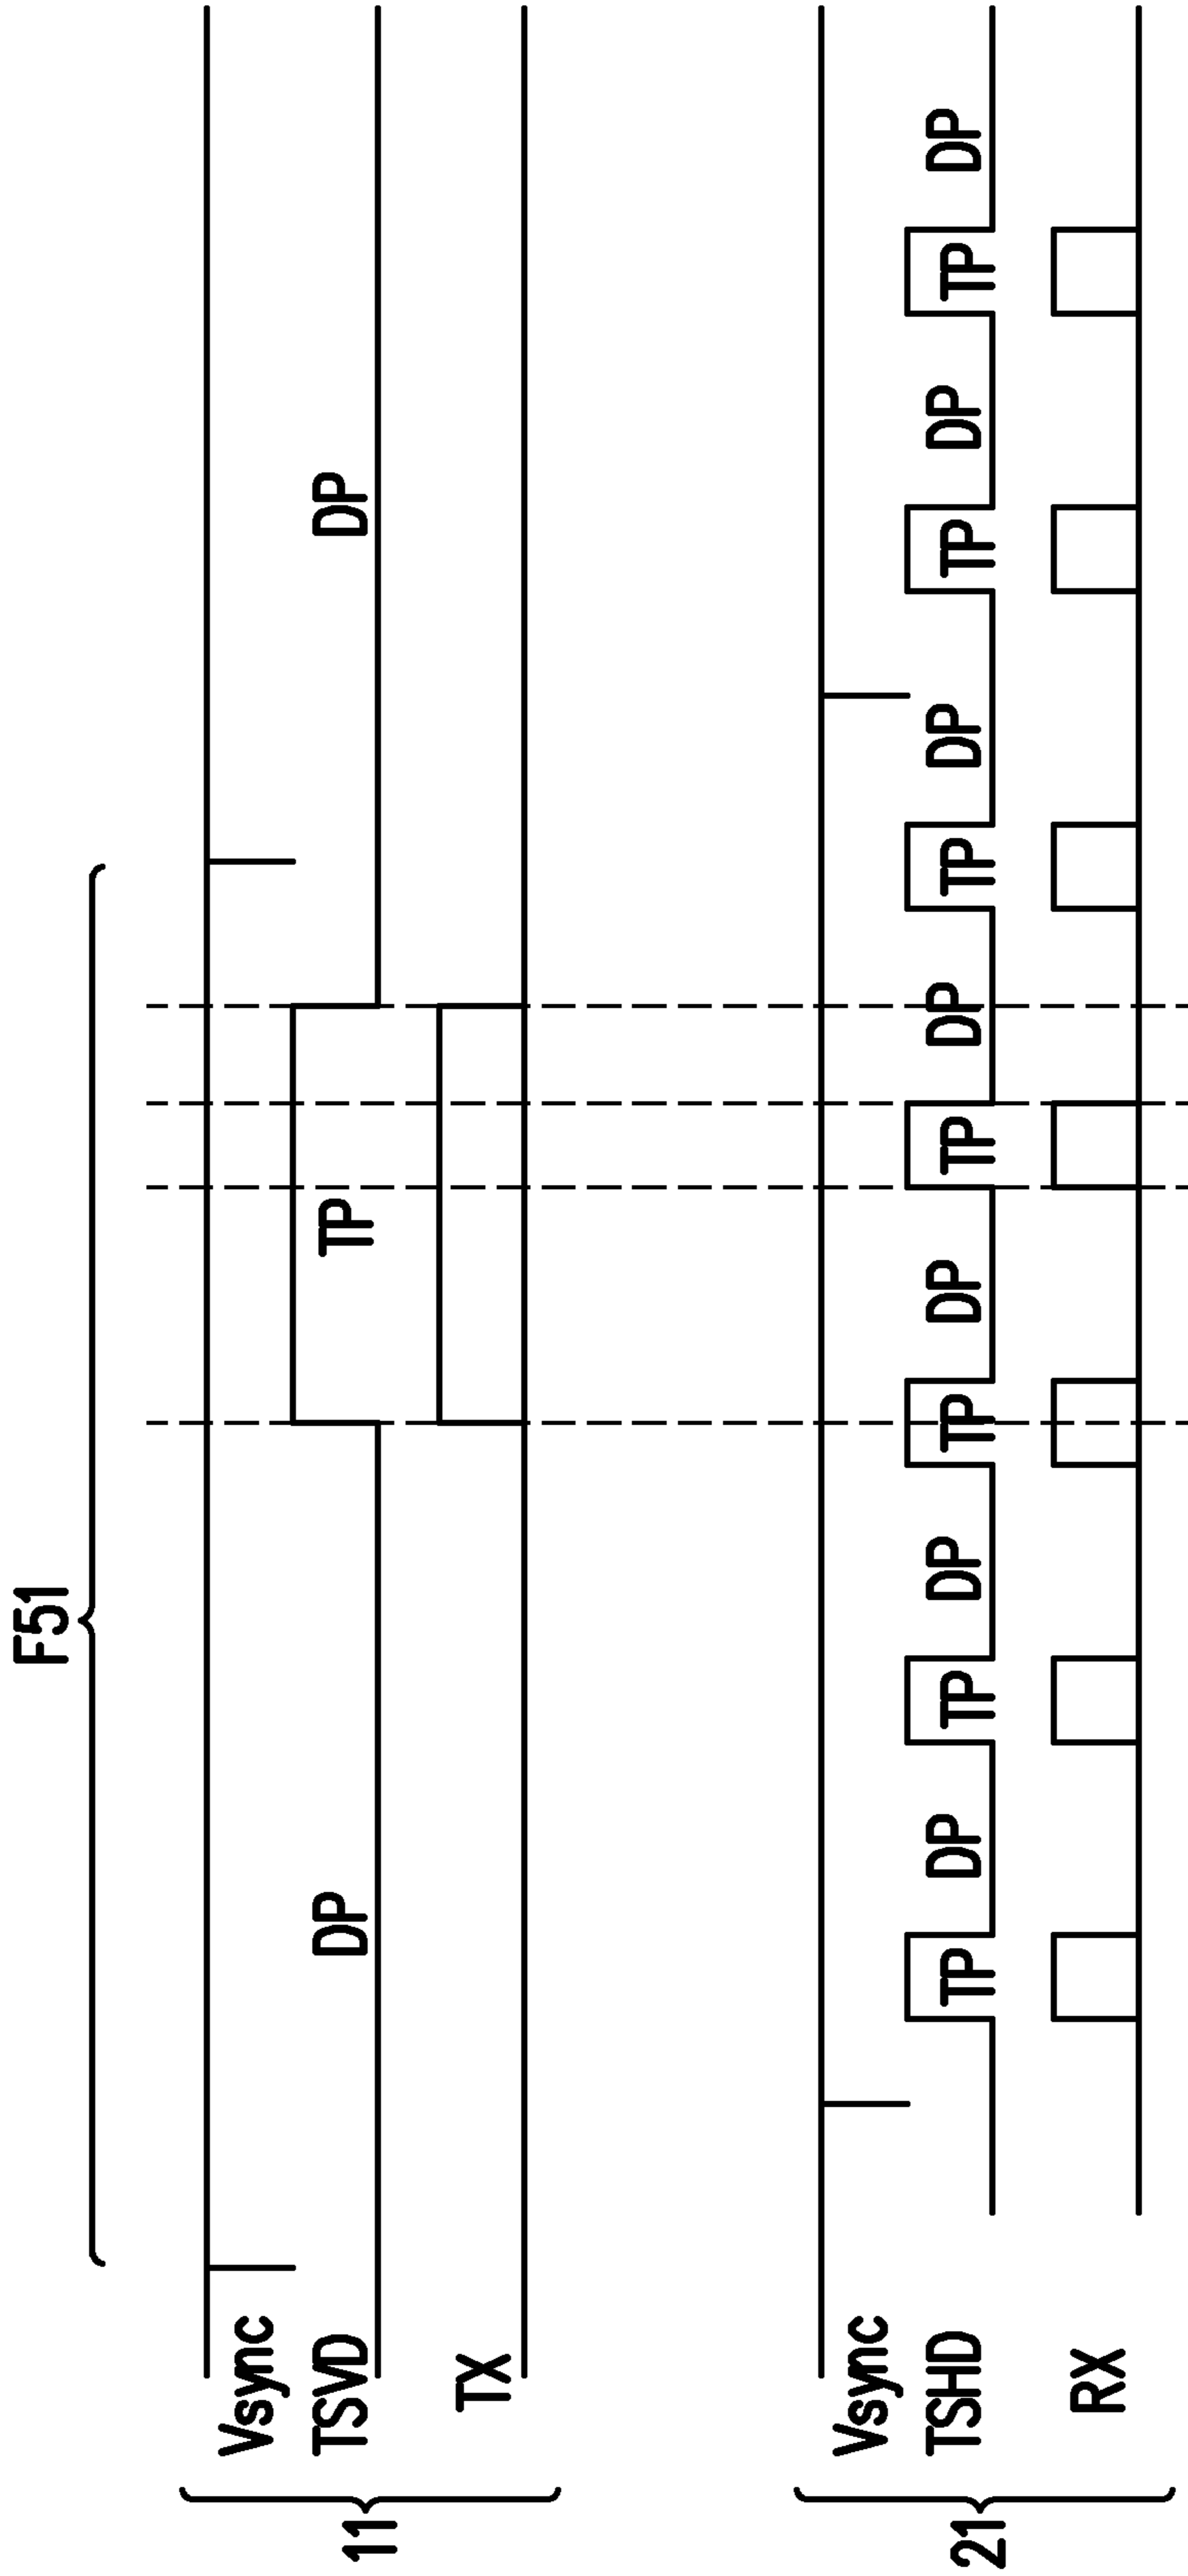 F51
Vsync
11 TSVD DP TP DP
TX
Vsync
21 TSHD TP DP TP DP TP DP TP DP TP DP TP DP TP DP
RX